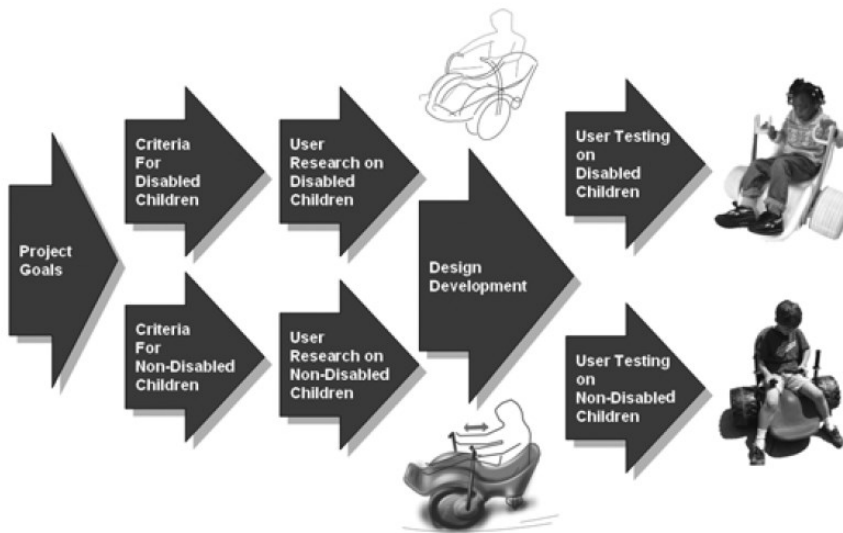 Project
Goals
Criteria
For
Disabled
Children
User
Research on
Disabled
Children
Criteria
For
Non-Disabled
Children
User
Research on
Non-Disabled
Children
Design
Development
User Testing
on
Disabled
Children
User Testing
on
Non-Disabled
Children